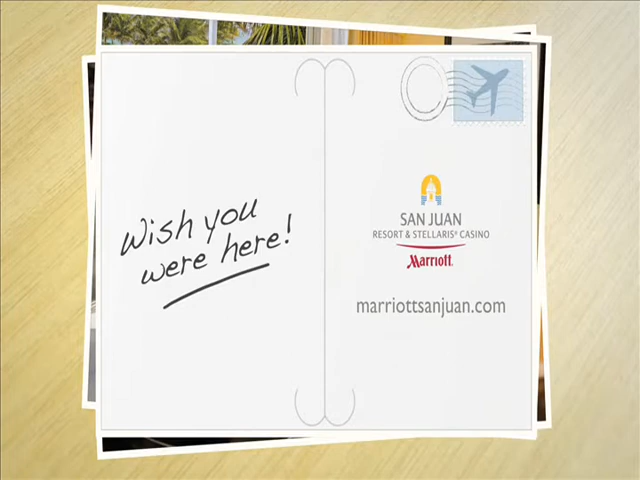 Wish you
were here!
SAN JUAN
RESORT & STELLARIS® CASINO
Marriott
marriottsanjuan.com